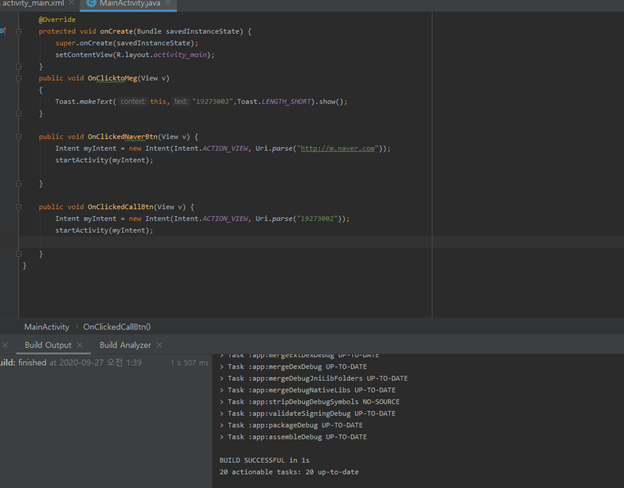 activity_main.xml MainActivity.java
@Override
protected void onCreate(Bundle savedInstanceState) {
super.onCreate(savedInstanceState);
setContentView(R.layout.activity_main);
}
public void OnClicktoMeg(View v)
{
Toast.makeText( context: this, text: "19273002",Toast.LENGTH_SHORT).show();
}
public void OnClickedNaverBtn(View v) {
Intent myIntent = new Intent(Intent.ACTION_VIEW, Uri.parse("http://m.naver.com"));
startActivity(myIntent);
}
public void OnClickedCallBtn(View v) {
Intent myIntent = new Intent(Intent.ACTION_VIEW, Uri.parse("19273002"));
startActivity(myIntent);
}
}
MainActivity › OnClickedCallBtn()
Build Output Build Analyzer
uild: finished at 2020-09-27 오전 1:39 1 s 507 ms
> Task :app:mergeExtDexDebug UP-TO-DATE
> Task :app:mergeDexDebug UP-TO-DATE
> Task :app:mergeDebugJniLibFolders UP-TO-DATE
> Task :app:mergeDebugNativeLibs UP-TO-DATE
> Task :app:stripDebugDebugSymbols NO-SOURCE
> Task :app:validateSigningDebug UP-TO-DATE
> Task :app:packageDebug UP-TO-DATE
> Task :app:assembleDebug UP-TO-DATE
BUILD SUCCESSFUL in 1s
20 actionable tasks: 20 up-to-date